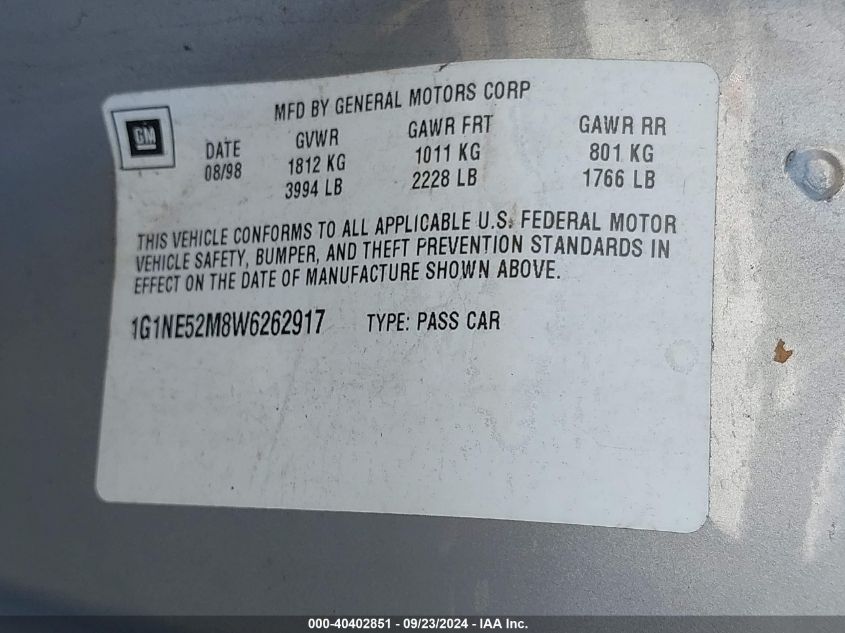 MFD BY GENERAL MOTORS CORP
GM
DATE GVWR GAWR FRT GAWR RR
08/98 1812 KG 1011 KG 801 KG
3994 LB 2228 LB 1766 LB
THIS VEHICLE CONFORMS TO ALL APPLICABLE U.S. FEDERAL MOTOR
VEHICLE SAFETY, BUMPER, AND THEFT PREVENTION STANDARDS IN
EFFECT ON THE DATE OF MANUFACTURE SHOWN ABOVE.
1G1NE52M8W6262917 TYPE: PASS CAR
000-40402851 - 09/23/2024 - IAA Inc.